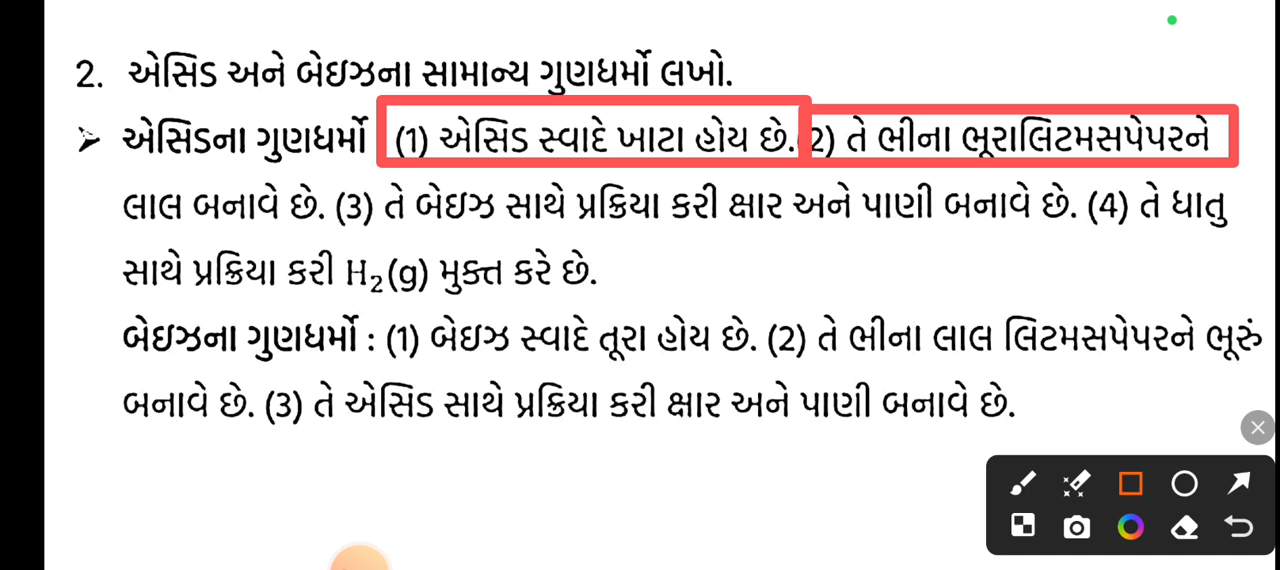 2. એસિડ અને બેઇઝના સામાન્ય ગુણધર્મો લખો.
➢ એસિડના ગુણધર્મો (1) એસિડ સ્વાદે ખાટા હોય છે. (2) તે ભીના ભૂરાલિટમસપેપરને
લાલ બનાવે છે. (3) તે બેઇઝ સાથે પ્રક્રિયા કરી ક્ષાર અને પાણી બનાવે છે. (4) તે ધાતુ
સાથે પ્રક્રિયા કરી H₂(g) મુક્ત કરે છે.
બેઇઝના ગુણધર્મો : (1) બેઇઝ સ્વાદે તૂરા હોય છે. (2) તે ભીના લાલ લિટમસપેપરને ભૂરું
બનાવે છે. (3) તે એસિડ સાથે પ્રક્રિયા કરી ક્ષાર અને પાણી બનાવે છે.